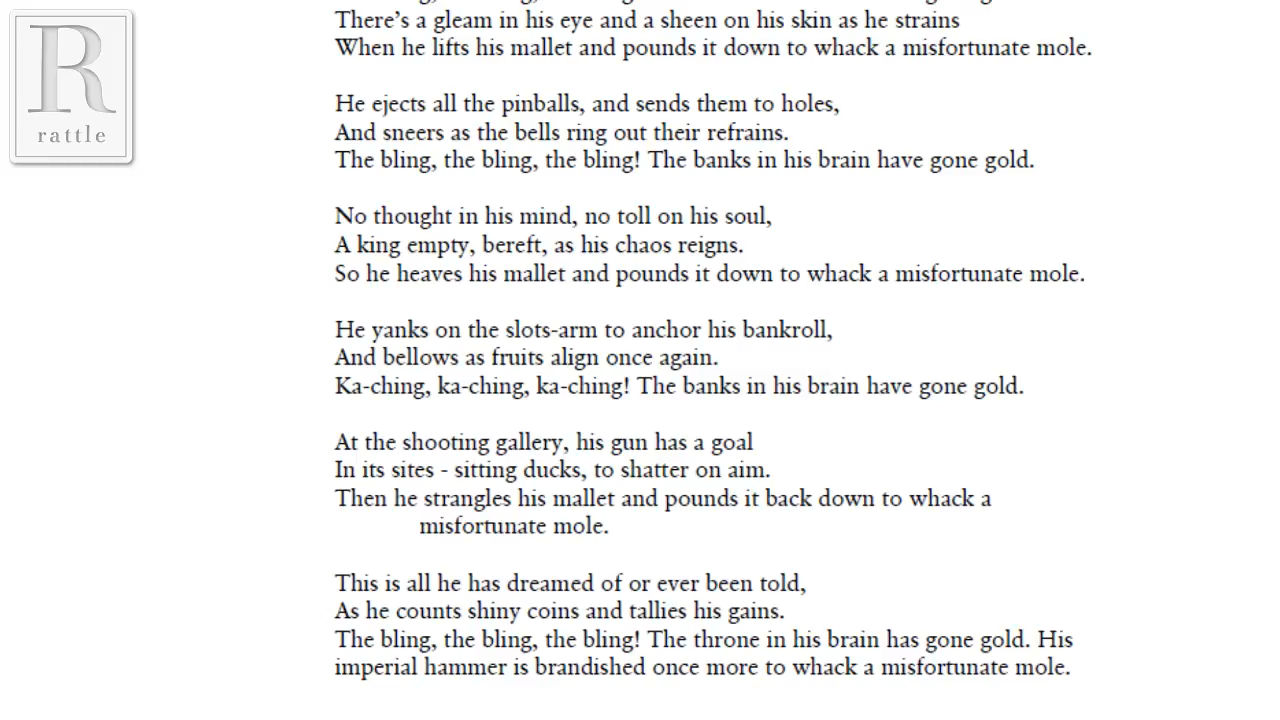 R
rattle
There's a gleam in his eye and a sheen on his skin as he strains
When he lifts his mallet and pounds it down to whack a misfortunate mole.
He ejects all the pinballs, and sends them to holes,
And sneers as the bells ring out their refrains.
The bling, the bling, the bling! The banks in his brain have gone gold.
No thought in his mind, no toll on his soul,
A king empty, bereft, as his chaos reigns.
So he heaves his mallet and pounds it down to whack a misfortunate mole.
He yanks on the slots-arm to anchor his bankroll,
And bellows as fruits align once again.
Ka-ching, ka-ching, ka-ching! The banks in his brain have gone gold.
At the shooting gallery, his gun has a goal
In its sites - sitting ducks, to shatter on aim.
Then he strangles his mallet and pounds it back down to whack a
misfortunate mole.
This is all he has dreamed of or ever been told,
As he counts shiny coins and tallies his gains.
The bling, the bling, the bling! The throne in his brain has gone gold. His
imperial hammer is brandished once more to whack a misfortunate mole.